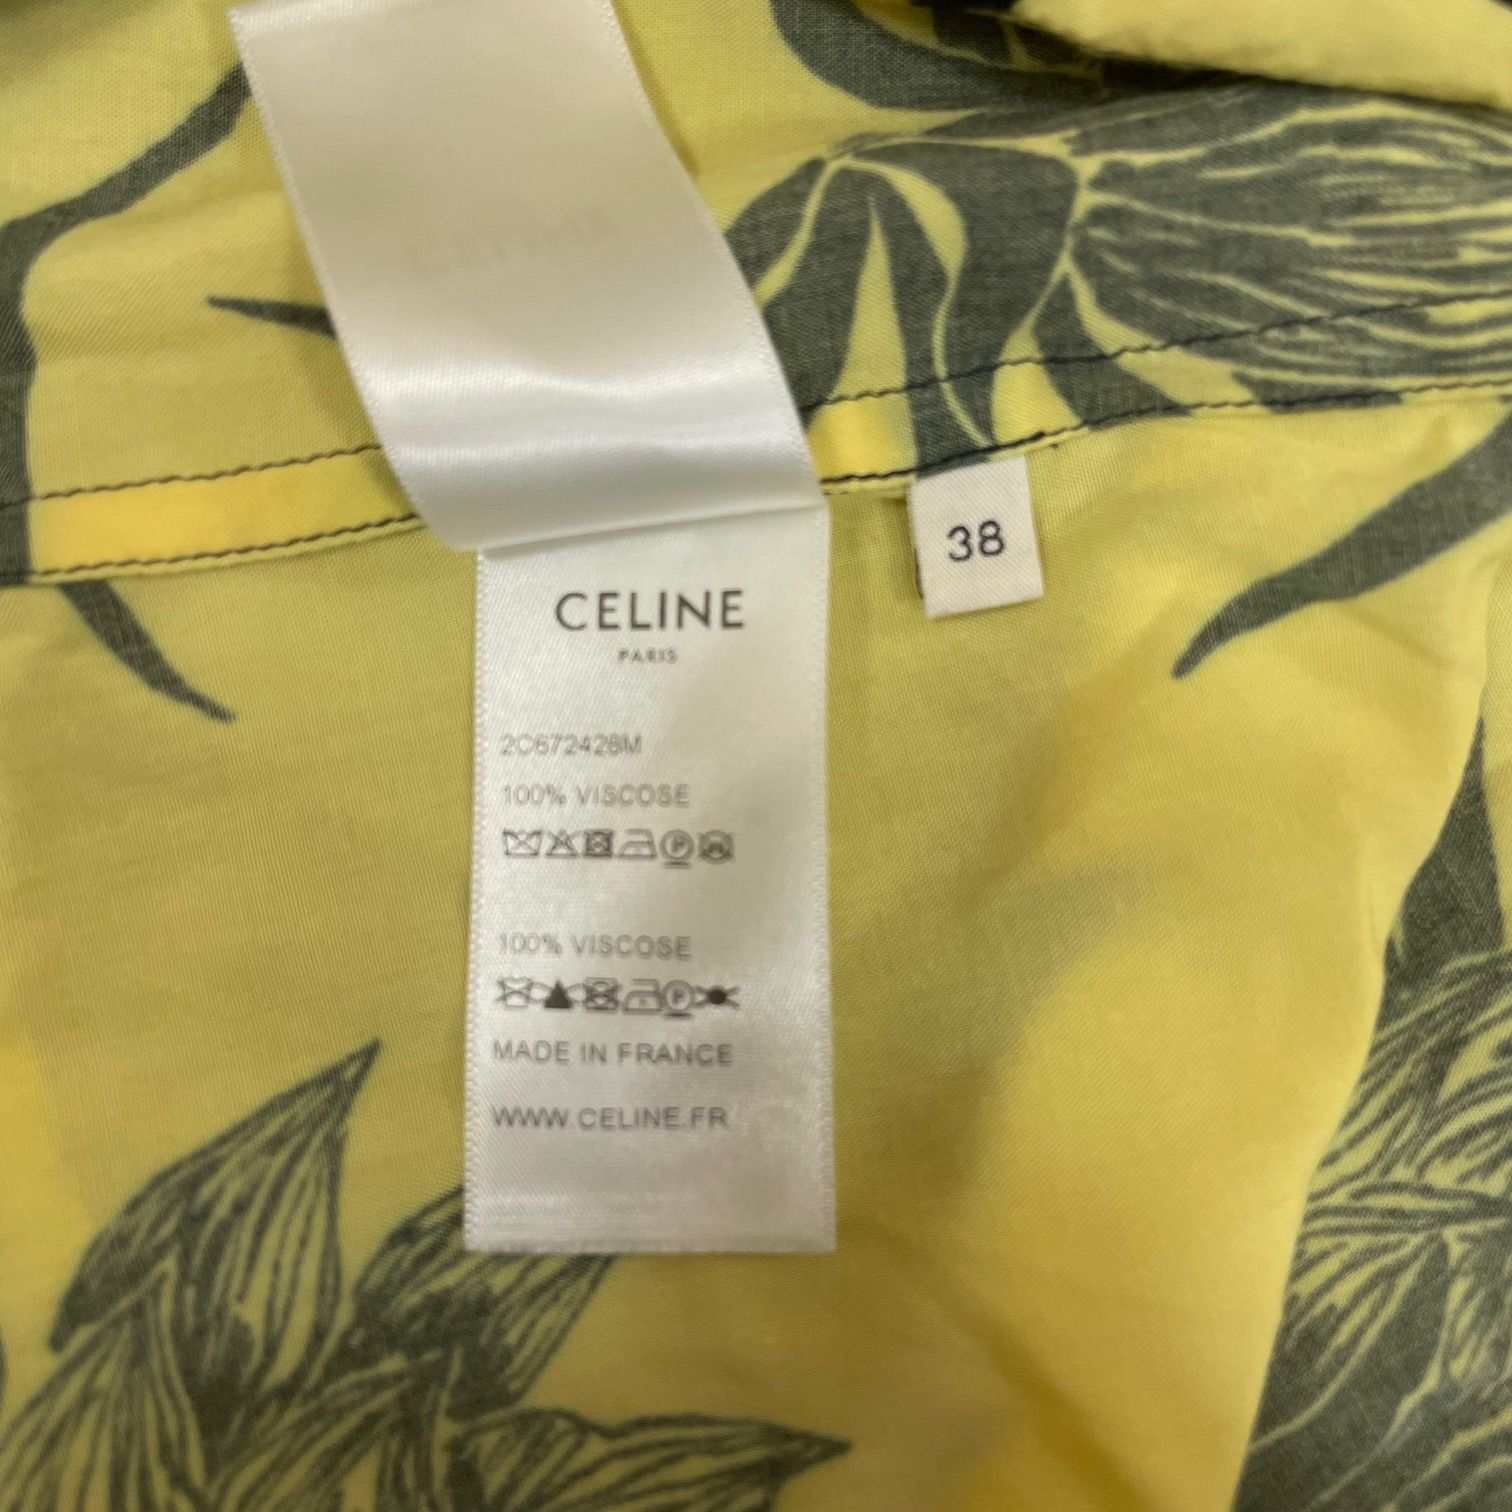 CELINE
PARIS
38
2C672428M
100% VISCOSE
100% VISCOSE
MADE IN FRANCE
WWW.CELINE.FR